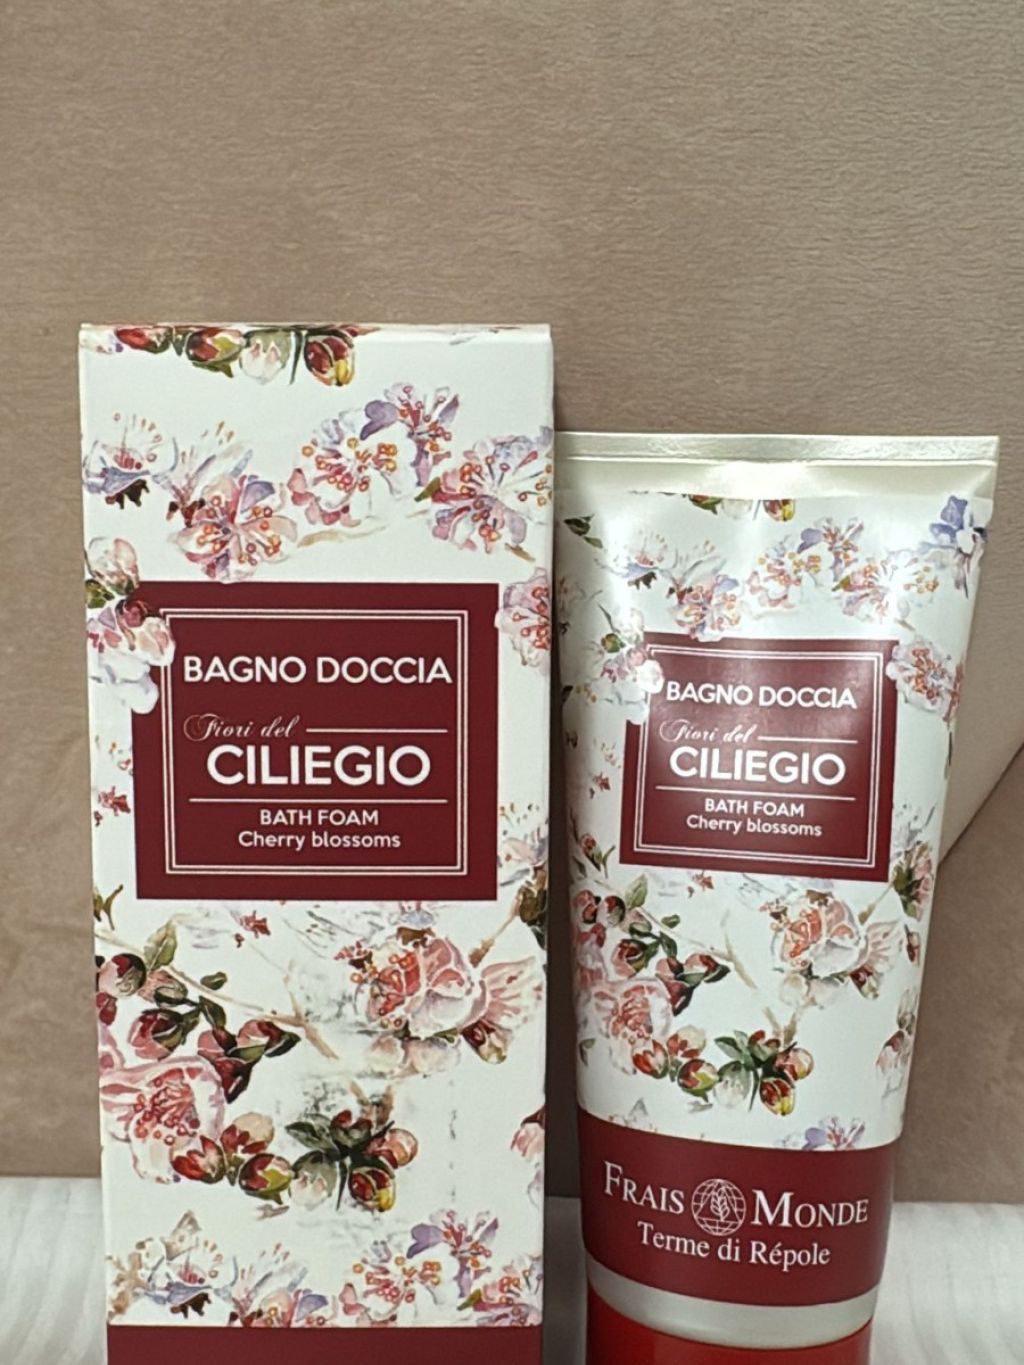 BAGNO DOCCIA
Fiori del
CILIEGIO
BATH FOAM
Cherry blossoms
BAGNO DOCCIA
Fiori del
CILIEGIO
BATH FOAM
Cherry blossoms
FRAIS MONDE
Terme di Répole